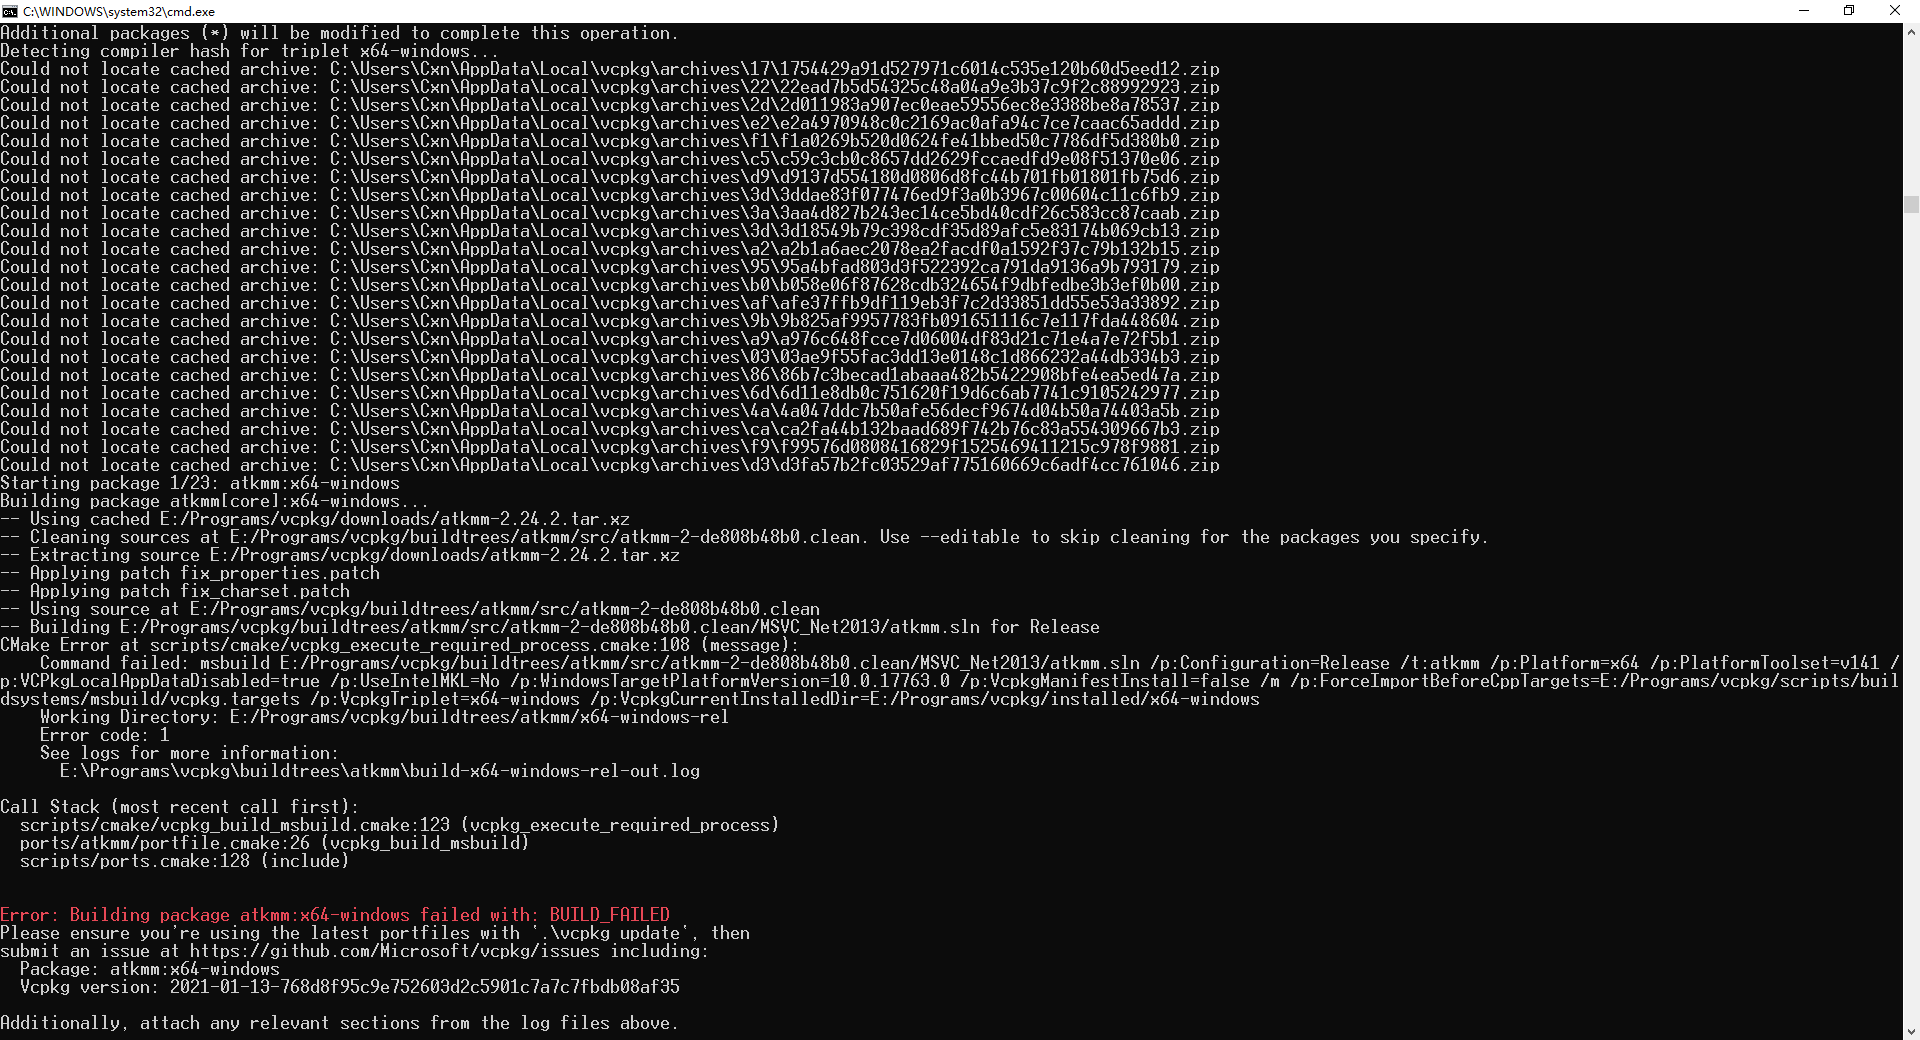 C:\WINDOWS\system32\cmd.exe
Additional packages (*) will be modified to complete this operation.
Detecting compiler hash for triplet x64-windows...
Could not locate cached archive: C:\Users\Cxn\AppData\Local\vcpkg\archives\17\1754429a91d527971c6014c535e120b60d5eed12.zip
Could not locate cached archive: C:\Users\Cxn\AppData\Local\vcpkg\archives\22\22ead7b5d54325c48a04a9e3b37c9f2c88992923.zip
Could not locate cached archive: C:\Users\Cxn\AppData\Local\vcpkg\archives\2d\2d011983a907ec0eae59556ec8e3388be8a78537.zip
Could not locate cached archive: C:\Users\Cxn\AppData\Local\vcpkg\archives\e2\e2a4970948c0c2169ac0afa94c7ce7caac65addd.zip
Could not locate cached archive: C:\Users\Cxn\AppData\Local\vcpkg\archives\f1\f1a0269b520d0624fe41bbed50c7786df5d380b0.zip
Could not locate cached archive: C:\Users\Cxn\AppData\Local\vcpkg\archives\c5\c59c3cb0c8657dd2629fccaedfd9e08f51370e06.zip
Could not locate cached archive: C:\Users\Cxn\AppData\Local\vcpkg\archives\d9\d9137d554180d0806d8fc44b701fb01801fb75d6.zip
Could not locate cached archive: C:\Users\Cxn\AppData\Local\vcpkg\archives\3d\3ddae83f077476ed9f3a0b3967c00604c11c6fb9.zip
Could not locate cached archive: C:\Users\Cxn\AppData\Local\vcpkg\archives\3a\3aa4d827b243ec14ce5bd40cdf26c583cc87caab.zip
Could not locate cached archive: C:\Users\Cxn\AppData\Local\vcpkg\archives\3d\3d18549b79c398cdf35d89afc5e83174b069cb13.zip
Could not locate cached archive: C:\Users\Cxn\AppData\Local\vcpkg\archives\a2\a2b1a6aec2078ea2facdf0a1592f37c79b132b15.zip
Could not locate cached archive: C:\Users\Cxn\AppData\Local\vcpkg\archives\95\95a4bfad803d3f522392ca791da9136a9b793179.zip
Could not locate cached archive: C:\Users\Cxn\AppData\Local\vcpkg\archives\b0\b058e06f87628cdb324654f9dbfedbe3b3ef0b00.zip
Could not locate cached archive: C:\Users\Cxn\AppData\Local\vcpkg\archives\af\afe37ffb9df119eb3f7c2d33851dd55e53a33892.zip
Could not locate cached archive: C:\Users\Cxn\AppData\Local\vcpkg\archives\9b\9b825af9957783fb091651116c7e117fda448604.zip
Could not locate cached archive: C:\Users\Cxn\AppData\Local\vcpkg\archives\a9\a976c648fcce7d06004df83d21c71e4a7e72f5b1.zip
Could not locate cached archive: C:\Users\Cxn\AppData\Local\vcpkg\archives\03\03ae9f55fac3dd13e0148c1d866232a44db334b3.zip
Could not locate cached archive: C:\Users\Cxn\AppData\Local\vcpkg\archives\86\86b7c3becad1abaaa482b5422908bfe4ea5ed47a.zip
Could not locate cached archive: C:\Users\Cxn\AppData\Local\vcpkg\archives\6d\6d11e8db0c751620f19d6c6ab7741c9105242977.zip
Could not locate cached archive: C:\Users\Cxn\AppData\Local\vcpkg\archives\4a\4a047ddc7b50afe56decf9674d04b50a74403a5b.zip
Could not locate cached archive: C:\Users\Cxn\AppData\Local\vcpkg\archives\ca\ca2fa44b132baad689f742b76c83a554309667b3.zip
Could not locate cached archive: C:\Users\Cxn\AppData\Local\vcpkg\archives\f9\f99576d0808416829f1525469411215c978f9881.zip
Could not locate cached archive: C:\Users\Cxn\AppData\Local\vcpkg\archives\d3\d3fa57b2fc03529af775160669c6adf4cc761046.zip
Starting package 1/23: atkmm:x64-windows
Building package atkmm[core]:x64-windows...
-- Using cached E:/Programs/vcpkg/downloads/atkmm-2.24.2.tar.xz
-- Cleaning sources at E:/Programs/vcpkg/buildtrees/atkmm/src/atkmm-2-de808b48b0.clean. Use --editable to skip cleaning for the packages you specify.
-- Extracting source E:/Programs/vcpkg/downloads/atkmm-2.24.2.tar.xz
-- Applying patch fix_properties.patch
-- Applying patch fix_charset.patch
-- Using source at E:/Programs/vcpkg/buildtrees/atkmm/src/atkmm-2-de808b48b0.clean
-- Building E:/Programs/vcpkg/buildtrees/atkmm/src/atkmm-2-de808b48b0.clean/MSVC_Net2013/atkmm.sln for Release
CMake Error at scripts/cmake/vcpkg_execute_required_process.cmake:108 (message):
Command failed: msbuild E:/Programs/vcpkg/buildtrees/atkmm/src/atkmm-2-de808b48b0.clean/MSVC_Net2013/atkmm.sln /p:Configuration=Release /t:atkmm /p:Platform=x64 /p:PlatformToolset=v141 /
p:VCPkgLocalAppDataDisabled=true /p:UseIntelMKL=No /p:WindowsTargetPlatformVersion=10.0.17763.0 /p:VcpkgManifestInstall=false /m /p:ForceImportBeforeCppTargets=E:/Programs/vcpkg/scripts/buil
dsystems/msbuild/vcpkg.targets /p:VcpkgTriplet=x64-windows /p:VcpkgCurrentInstalledDir=E:/Programs/vcpkg/installed/x64-windows
Working Directory: E:/Programs/vcpkg/buildtrees/atkmm/x64-windows-rel
Error code: 1
See logs for more information:
E:\Programs\vcpkg\buildtrees\atkmm\build-x64-windows-rel-out.log
Call Stack (most recent call first):
scripts/cmake/vcpkg_build_msbuild.cmake:123 (vcpkg_execute_required_process)
ports/atkmm/portfile.cmake:26 (vcpkg_build_msbuild)
scripts/ports.cmake:128 (include)
Error: Building package atkmm:x64-windows failed with: BUILD_FAILED
Please ensure you're using the latest portfiles with `.\vcpkg update`, then
submit an issue at https://github.com/Microsoft/vcpkg/issues including:
Package: atkmm:x64-windows
Vcpkg version: 2021-01-13-768d8f95c9e752603d2c5901c7a7c7fbdb08af35
Additionally, attach any relevant sections from the log files above.